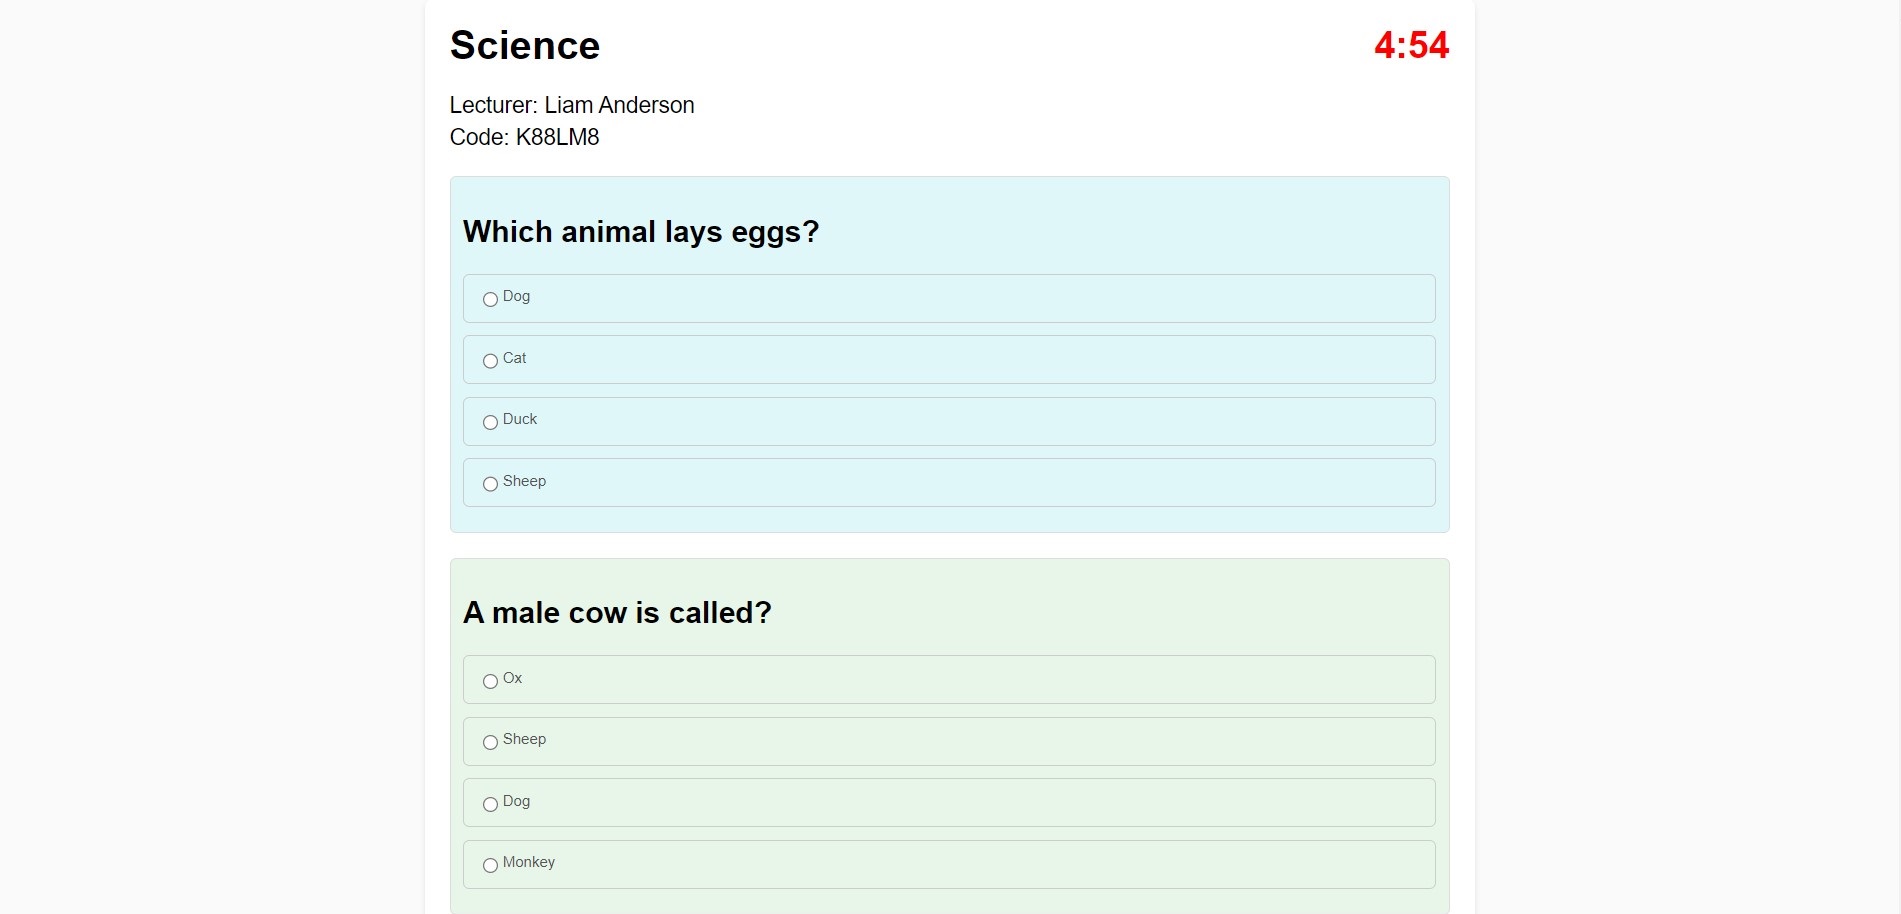 Science
4:54
Lecturer: Liam Anderson
Code: K88LM8
Which animal lays eggs?
Dog
Cat
Duck
Sheep
A male cow is called?
Ox
Sheep
Dog
Monkey